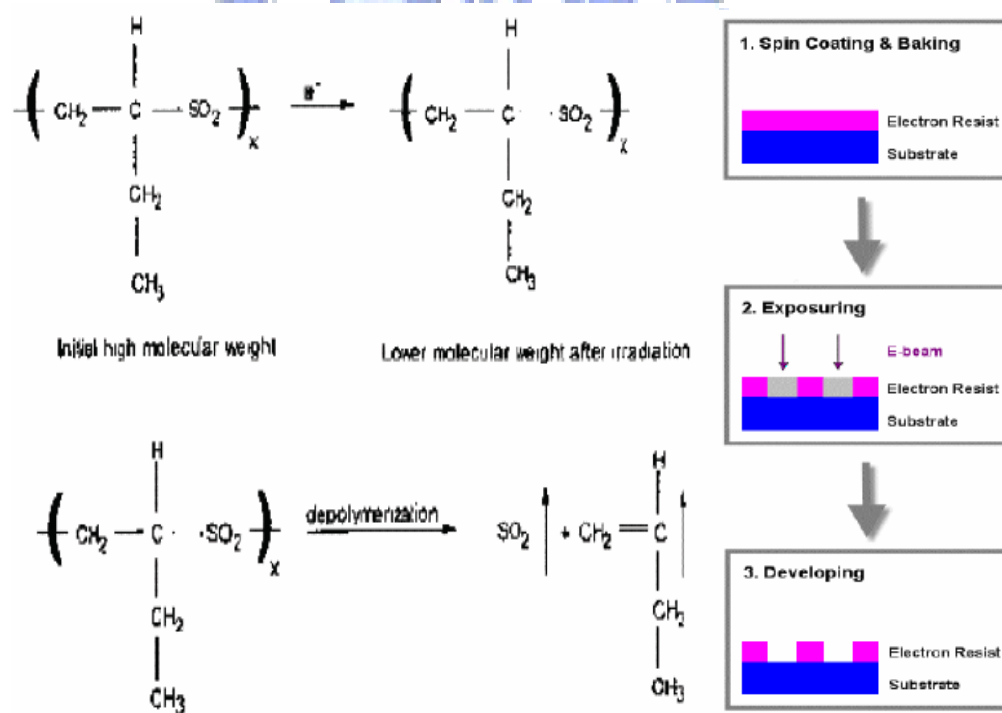 H
( CH2 — C — SO2 )x
e-
CH2
CH3
Initial high molecular weight
H
( CH2 — C · SO2 )x
CH2
CH3
Lower molecular weight after irradiation
H
( CH2 — C · · SO2 )x
CH2
CH3
depolymerization
SO2 + CH2 = C
H
CH2
CH3
1. Spin Coating & Baking
Electron Resist
Substrate
2. Exposuring
E-beam
Electron Resist
Substrate
3. Developing
Electron Resist
Substrate